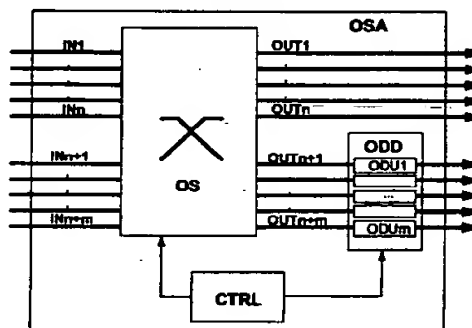 OSA
IN1
OUT1
INn
OUTn
ODD
INn+1
OUTn+1
ODU1
OS
...
INn+m
OUTn+m
ODUm
CTRL